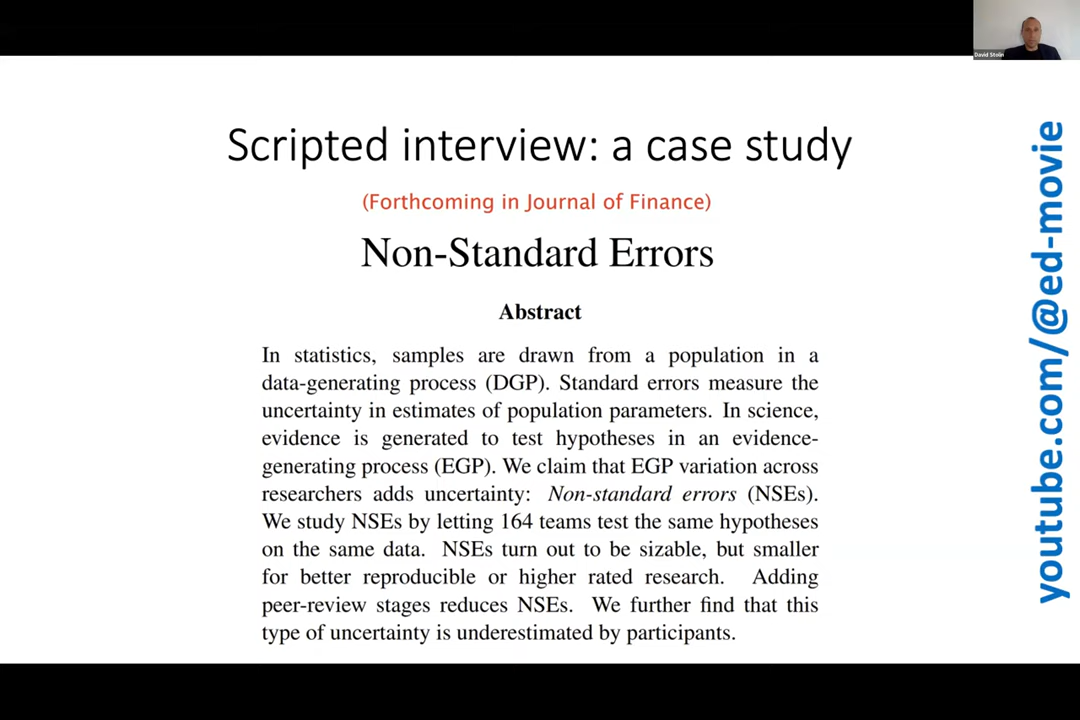 David Stolin
Scripted interview: a case study
(Forthcoming in Journal of Finance)
Non-Standard Errors
Abstract
In statistics, samples are drawn from a population in a
data-generating process (DGP). Standard errors measure the
uncertainty in estimates of population parameters. In science,
evidence is generated to test hypotheses in an evidence-
generating process (EGP). We claim that EGP variation across
researchers adds uncertainty: Non-standard errors (NSEs).
We study NSEs by letting 164 teams test the same hypotheses
on the same data. NSEs turn out to be sizable, but smaller
for better reproducible or higher rated research. Adding
peer-review stages reduces NSEs. We further find that this
type of uncertainty is underestimated by participants.
youtube.com/@ed-movie